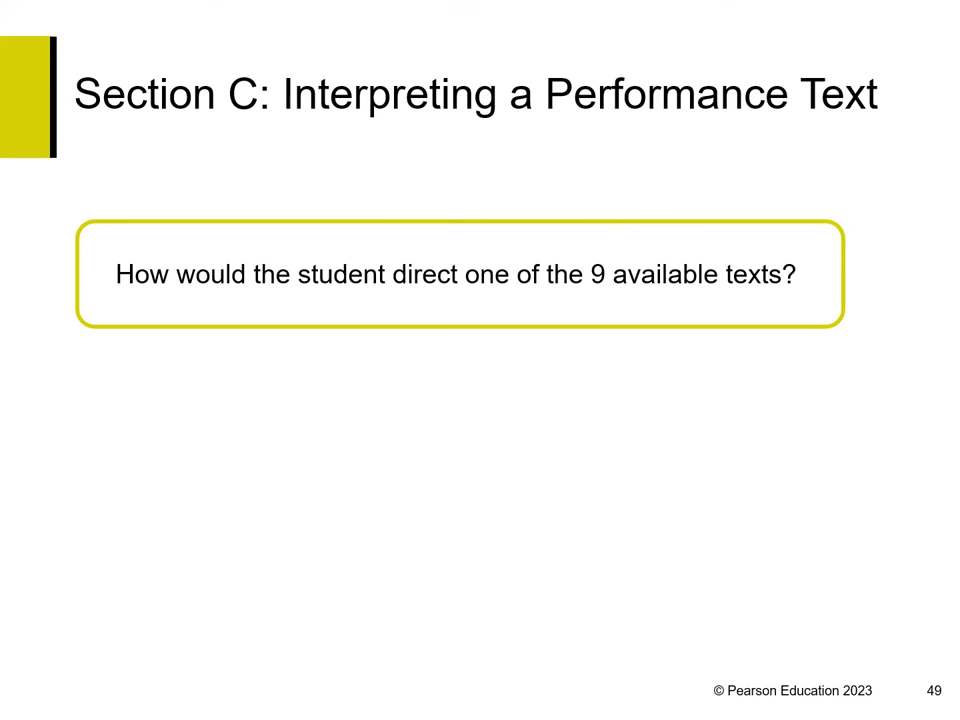 Section C: Interpreting a Performance Text
How would the student direct one of the 9 available texts?
© Pearson Education 2023
49